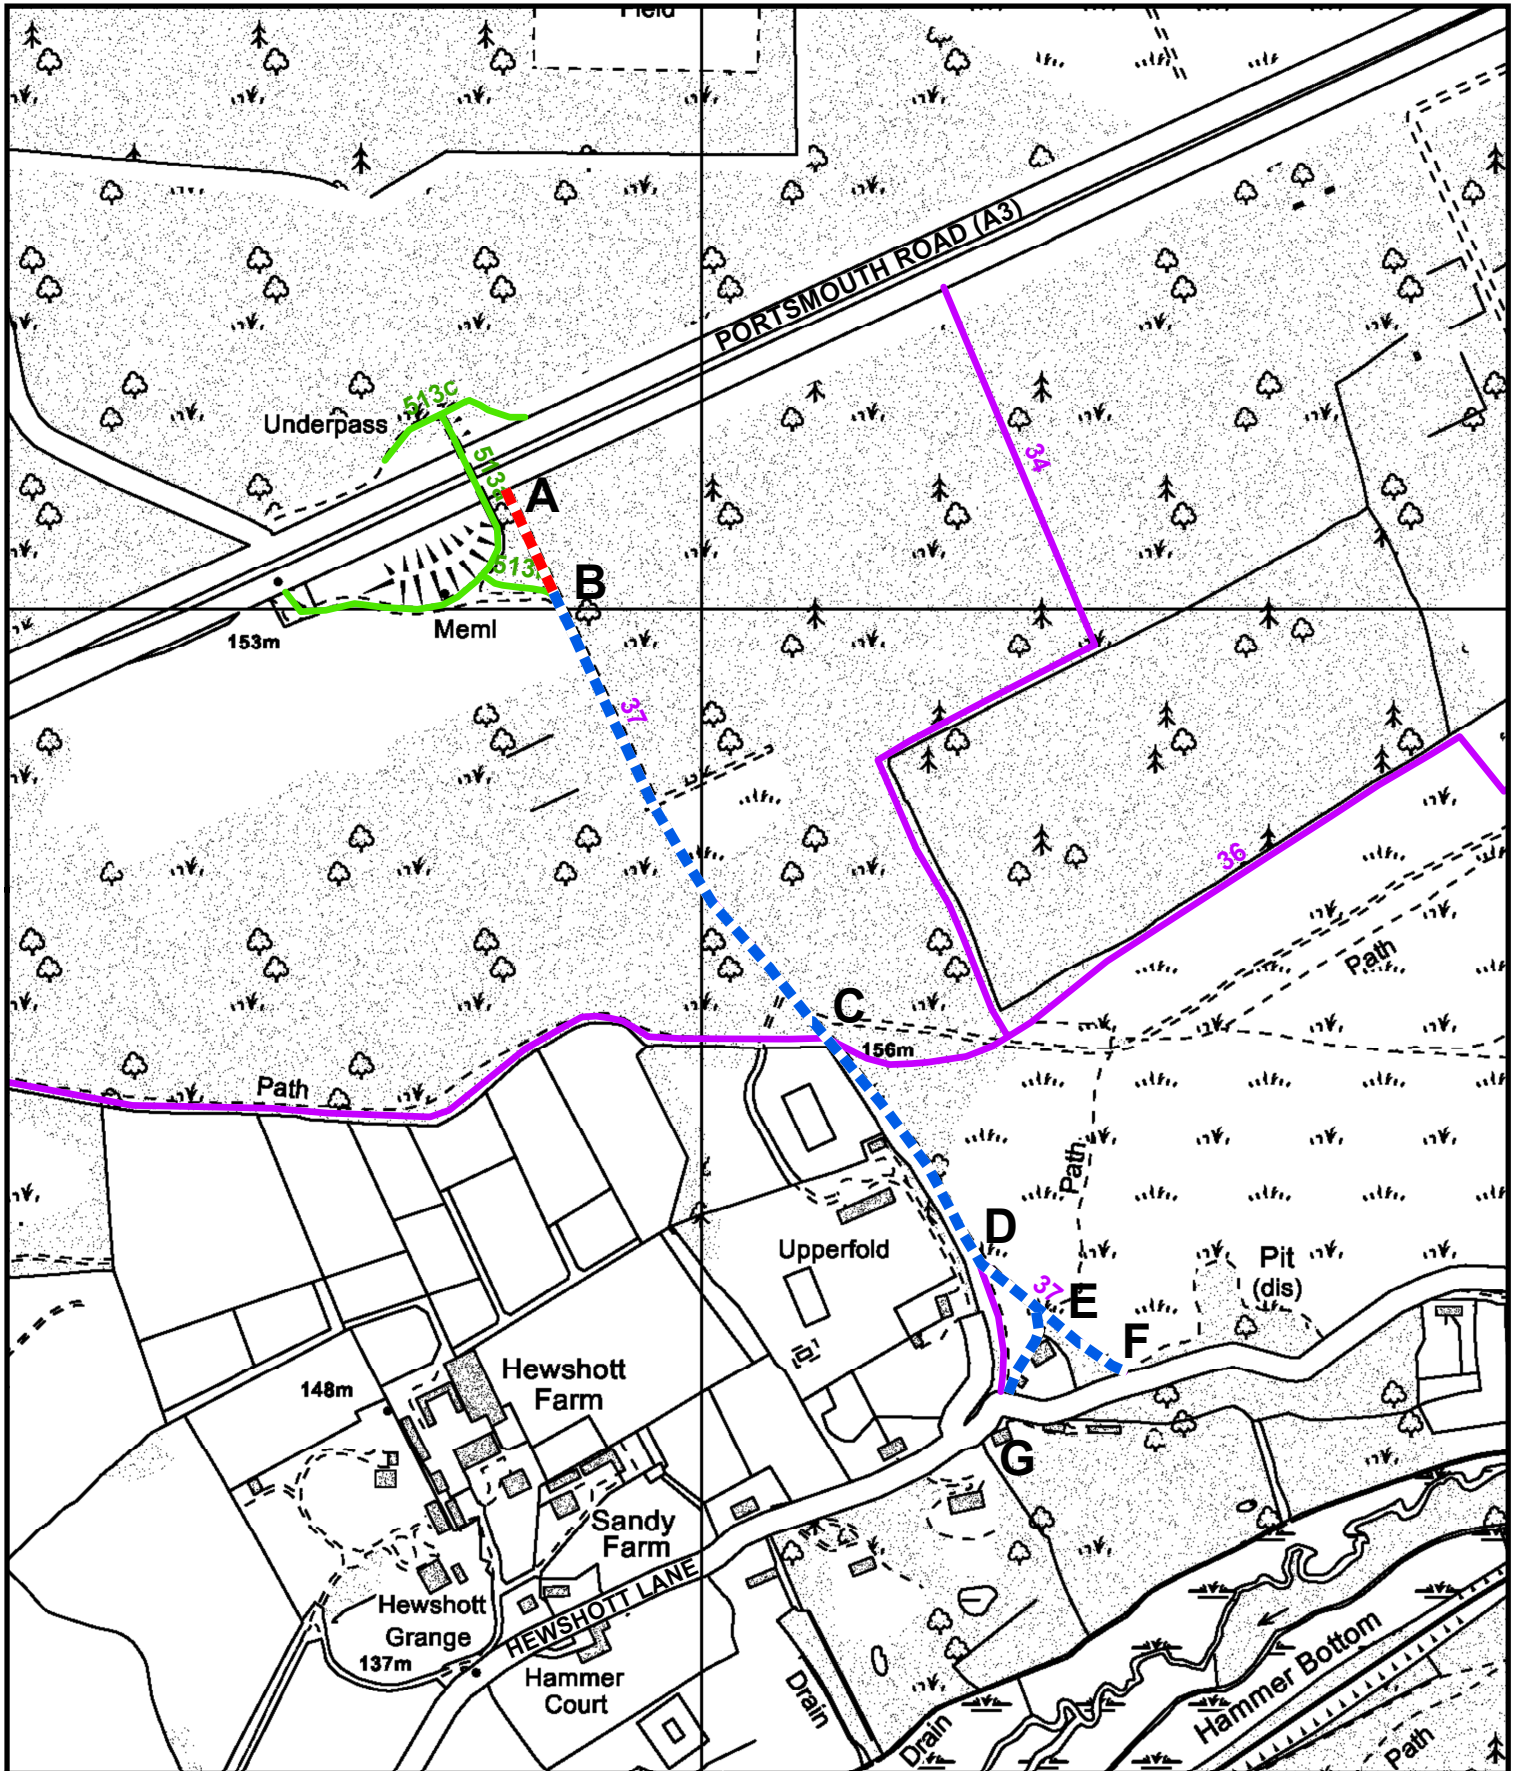 Field
PORTSMOUTH ROAD (A3)
513c
Underpass
513a
A
34
513
B
Meml
153m
37
36
Path
C
156m
Path
Path
D
Upperfold
Pit
(dis)
37
E
F
Hewshott
Farm
148m
G
Sandy
Farm
HEWSHOTT LANE
Hewshott
Grange
137m
Hammer
Court
Drain
Drain
Hammer Bottom
Path